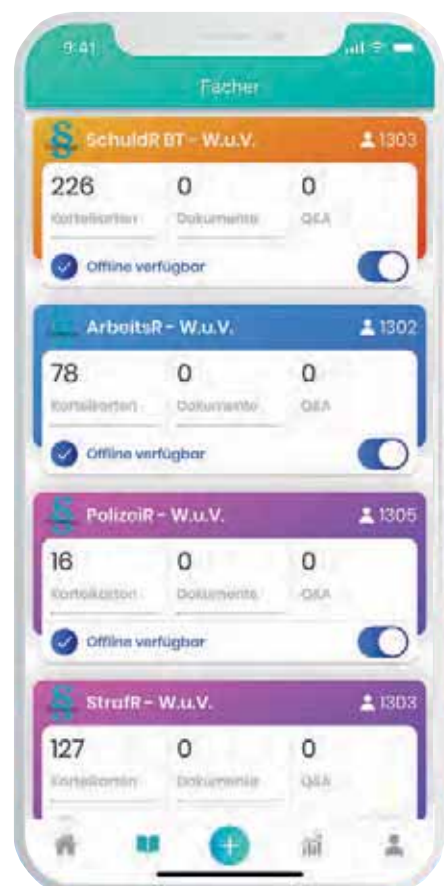 9:41
Fächer
SchuldR BT - W.u.V. 1303
226 0 0
Karteikarten Dokumente Q&A
Offline verfügbar
ArbeitsR - W.u.V. 1302
78 0 0
Karteikarten Dokumente Q&A
Offline verfügbar
PolizeiR - W.u.V. 1305
16 0 0
Karteikarten Dokumente Q&A
Offline verfügbar
StrafR - W.u.V. 1303
127 0 0
Karteikarten Dokumente Q&A